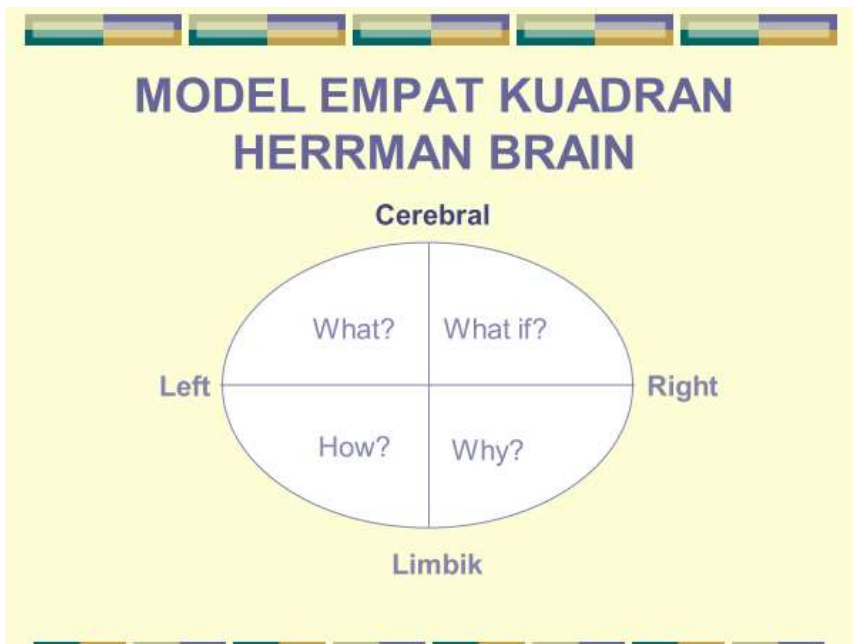 MODEL EMPAT KUADRAN
HERRMAN BRAIN
Cerebral
What? What if?
Left Right
How? Why?
Limbik